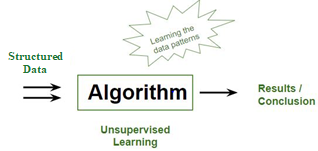 Learning the
data patterns
Structured
Data
Algorithm
Results /
Conclusion
Unsupervised
Learning